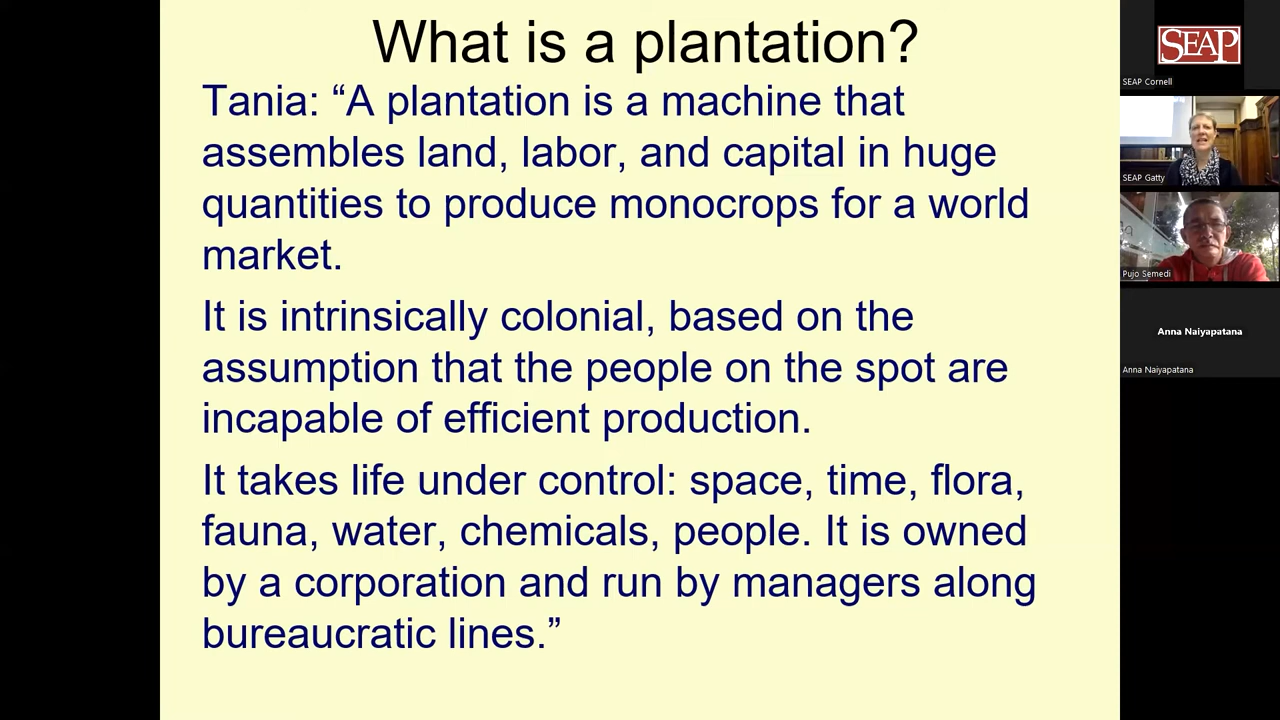 What is a plantation?
Tania: “A plantation is a machine that
assembles land, labor, and capital in huge
quantities to produce monocrops for a world
market.
It is intrinsically colonial, based on the
assumption that the people on the spot are
incapable of efficient production.
It takes life under control: space, time, flora,
fauna, water, chemicals, people. It is owned
by a corporation and run by managers along
bureaucratic lines.”
SEAP
SEAP Cornell
SEAP Gatty
Pujo Semedi
Anna Naiyapatana
Anna Naiyapatana